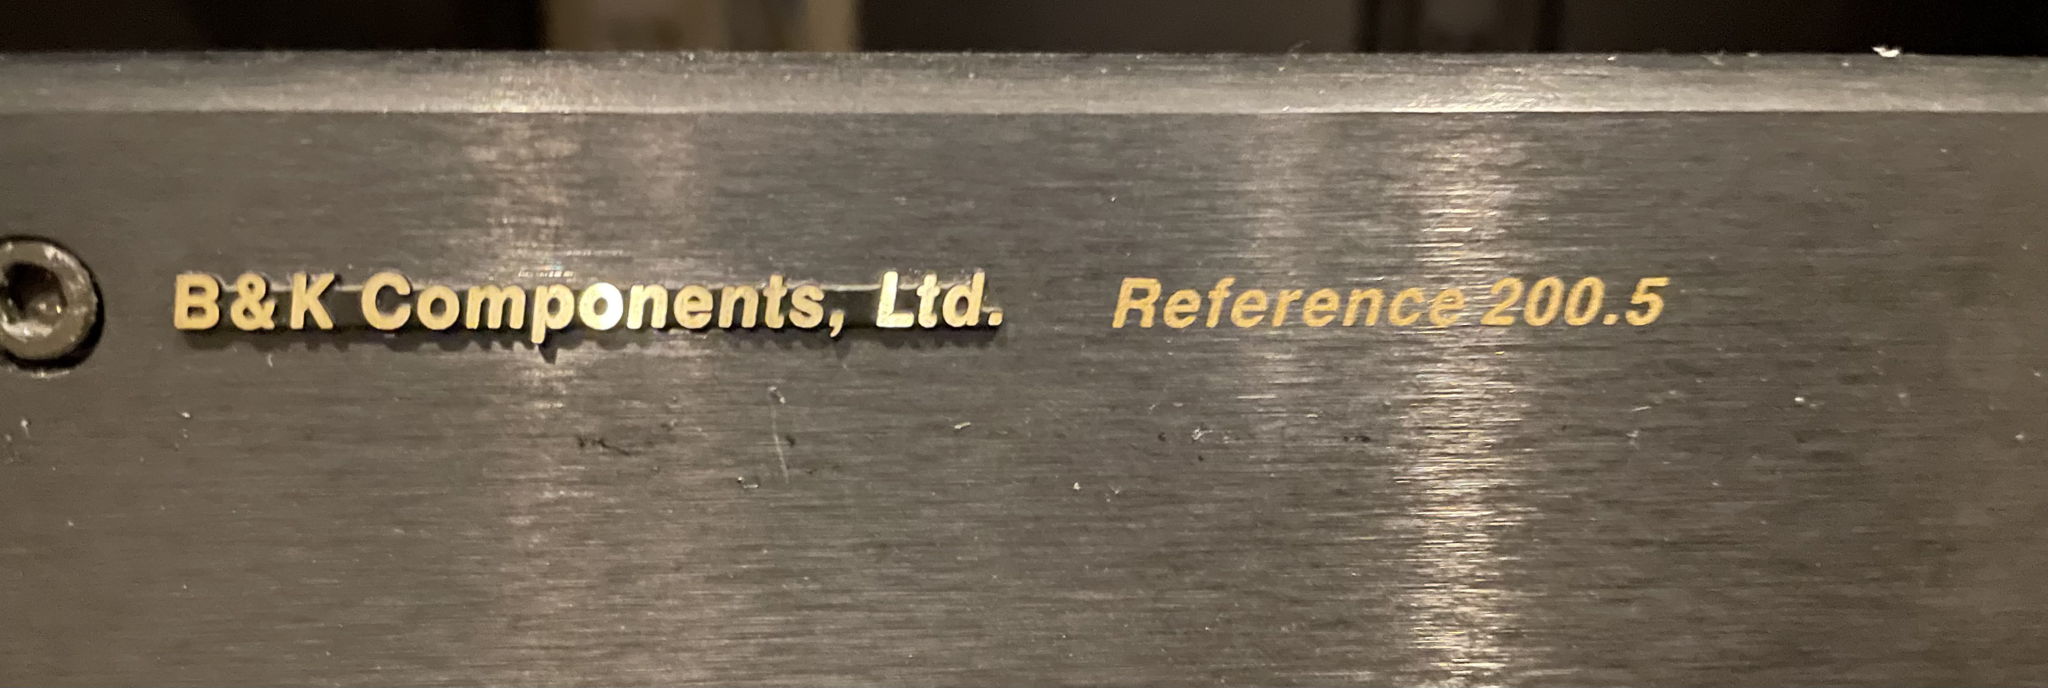 B&K Components, Ltd. Reference 200.5